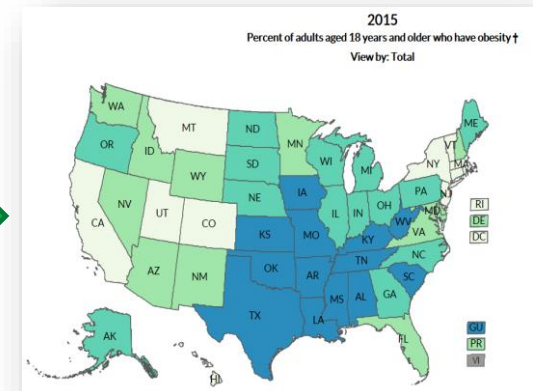 2015
Percent of adults aged 18 years and older who have obesity †
View by: Total
WA
MT
ND
MN
ME
OR
ID
SD
WI
MI
VT
NY
MA
WY
NE
IA
IL
IN
OH
PA
NJ
MD
RI
DE
DC
NV
UT
CO
KS
MO
KY
WV
VA
CA
AZ
NM
OK
AR
TN
NC
SC
TX
LA
MS
AL
GA
FL
AK
HI
GU
PR
VI